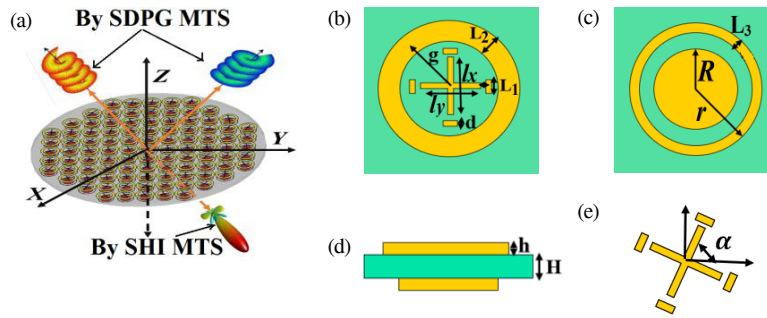 (a)
By SDPG MTS
Z
Y
X
By SHI MTS
(b)
L2
g
lx
L1
ly
d
(c)
L3
R
r
(d)
h
H
(e)
α